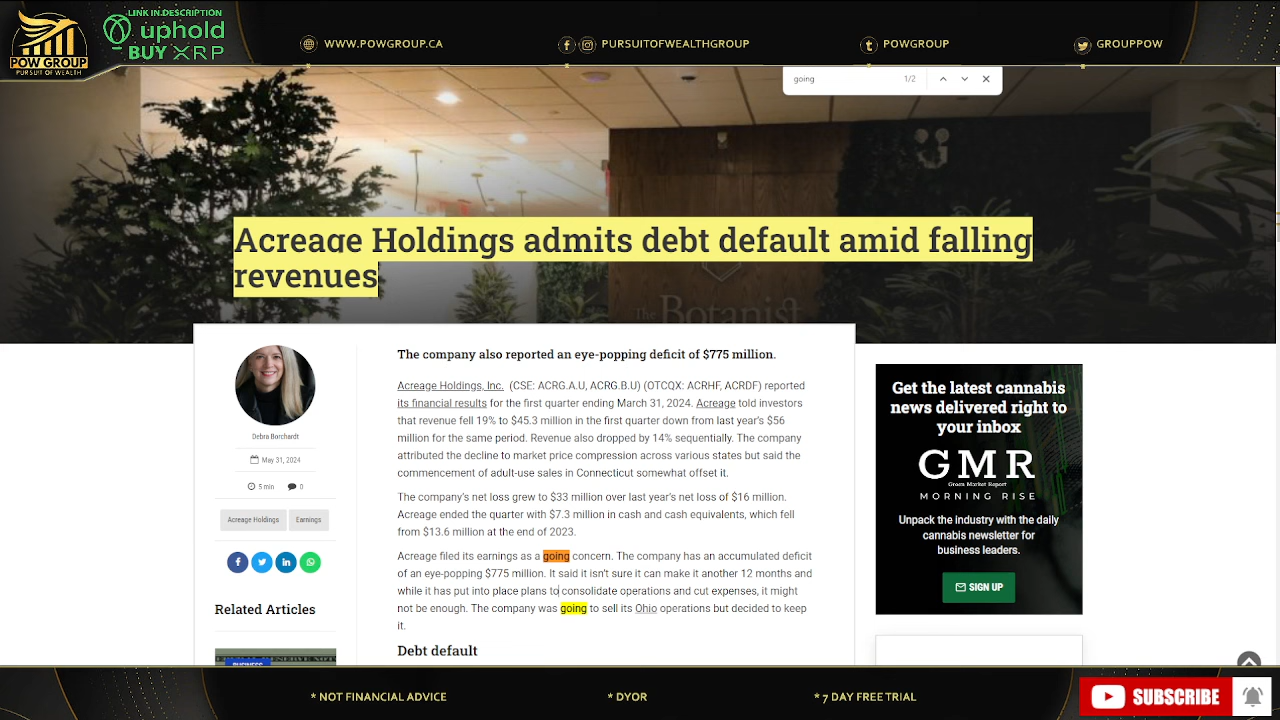 LINK IN DESCRIPTION
uphold
BUY XRP
POW GROUP
PURSUIT OF WEALTH
WWW.POWGROUP.CA
PURSUITOFWEALTHGROUP
POWGROUP
GROUPPOW
going 1/2
The Botanist
Acreage Holdings admits debt default amid falling
revenues
Debra Borchardt
May 31, 2024
5 min 0
Acreage Holdings Earnings
Related Articles
BUSINESS
The company also reported an eye-popping deficit of $775 million.
Acreage Holdings, Inc. (CSE: ACRG.A.U, ACRG.B.U) (OTCQX: ACRHF, ACRDF) reported
its financial results for the first quarter ending March 31, 2024. Acreage told investors
that revenue fell 19% to $45.3 million in the first quarter down from last year's $56
million for the same period. Revenue also dropped by 14% sequentially. The company
attributed the decline to market price compression across various states but said the
commencement of adult-use sales in Connecticut somewhat offset it.
The company's net loss grew to $33 million over last year's net loss of $16 million.
Acreage ended the quarter with $7.3 million in cash and cash equivalents, which fell
from $13.6 million at the end of 2023.
Acreage filed its earnings as a going concern. The company has an accumulated deficit
of an eye-popping $775 million. It said it isn't sure it can make it another 12 months and
while it has put into place plans to consolidate operations and cut expenses, it might
not be enough. The company was going to sell its Ohio operations but decided to keep
it.
Debt default
Get the latest cannabis
news delivered right to
your inbox
GMR
Green Market Report
MORNING RISE
Unpack the industry with the daily
cannabis newsletter for
business leaders.
SIGN UP
* NOT FINANCIAL ADVICE
* DYOR
* 7 DAY FREE TRIAL
SUBSCRIBE